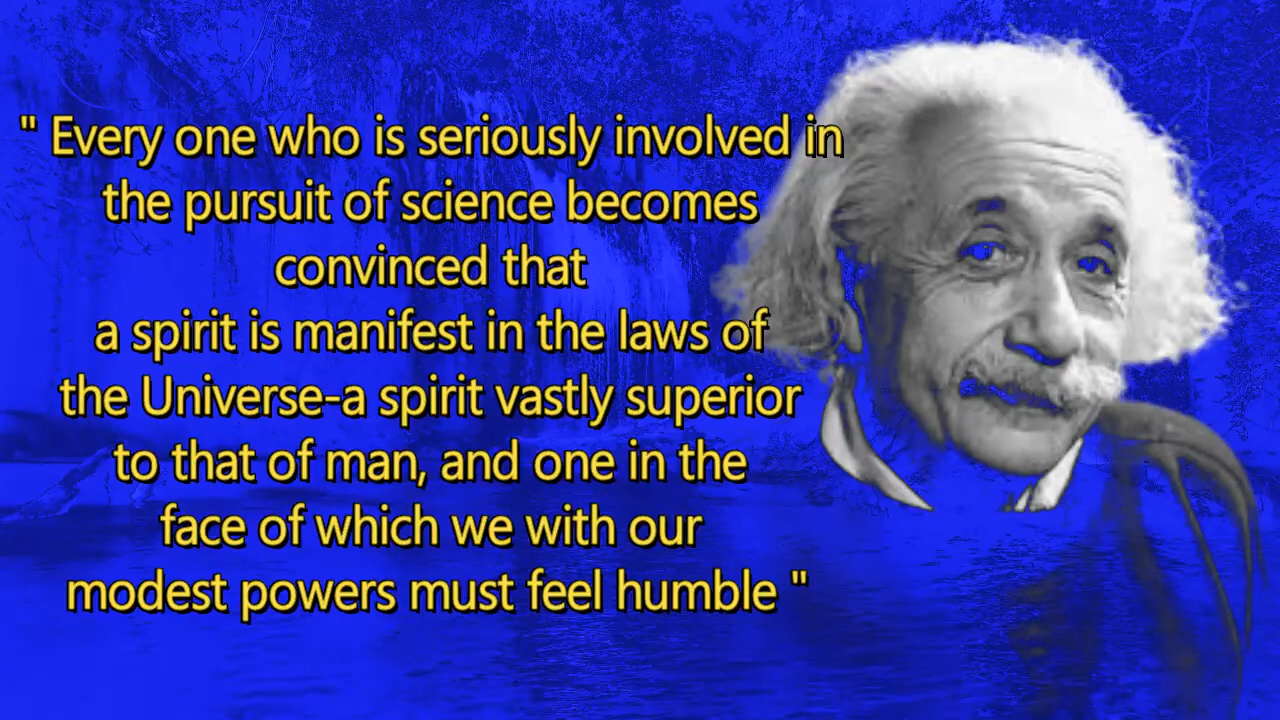 " Every one who is seriously involved in
the pursuit of science becomes
convinced that
a spirit is manifest in the laws of
the Universe-a spirit vastly superior
to that of man, and one in the
face of which we with our
modest powers must feel humble "